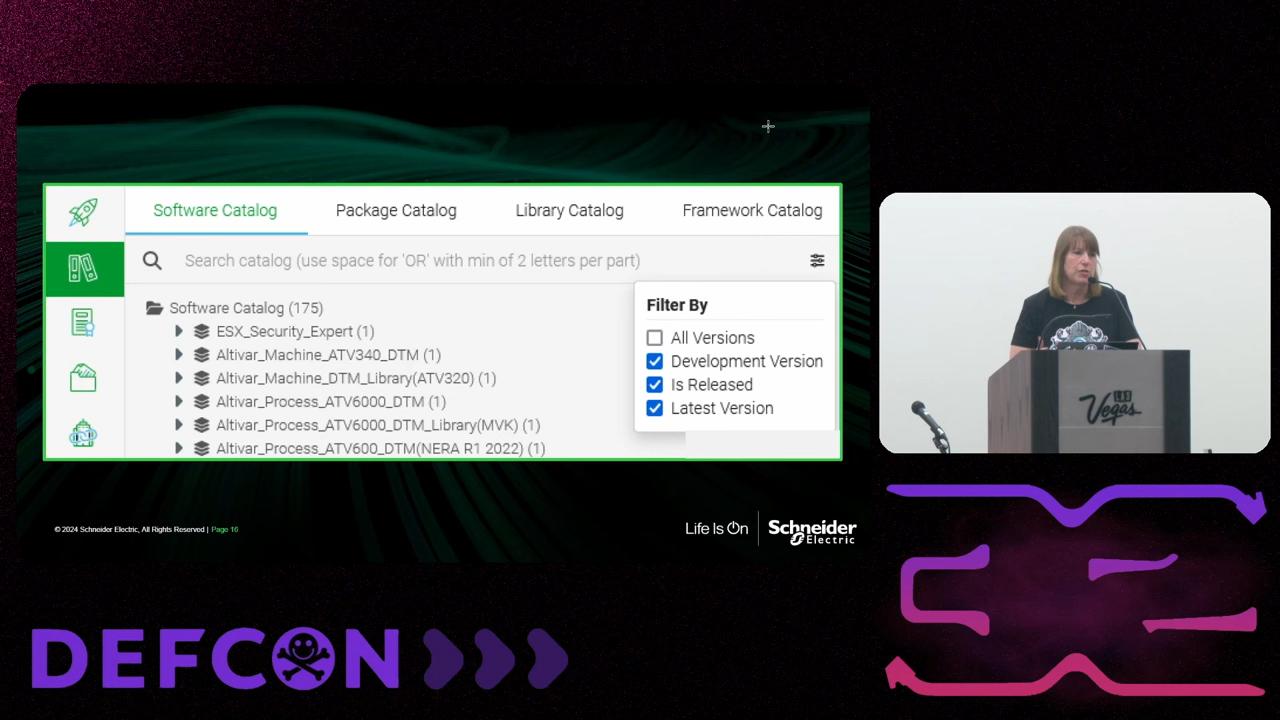 Software Catalog
Package Catalog
Library Catalog
Framework Catalog
Search catalog (use space for 'OR' with min of 2 letters per part)
Software Catalog (175)
ESX_Security_Expert (1)
Altivar_Machine_ATV340_DTM (1)
Altivar_Machine_DTM_Library(ATV320) (1)
Altivar_Process_ATV6000_DTM (1)
Altivar_Process_ATV6000_DTM_Library(MVK) (1)
Altivar_Process_ATV600_DTM(NERA R1 2022) (1)
Filter By
All Versions
Development Version
Is Released
Latest Version
© 2024 Schneider Electric, All Rights Reserved | Page 16
Life Is On
Schneider
Electric
LAS
Vegas
DEFCON